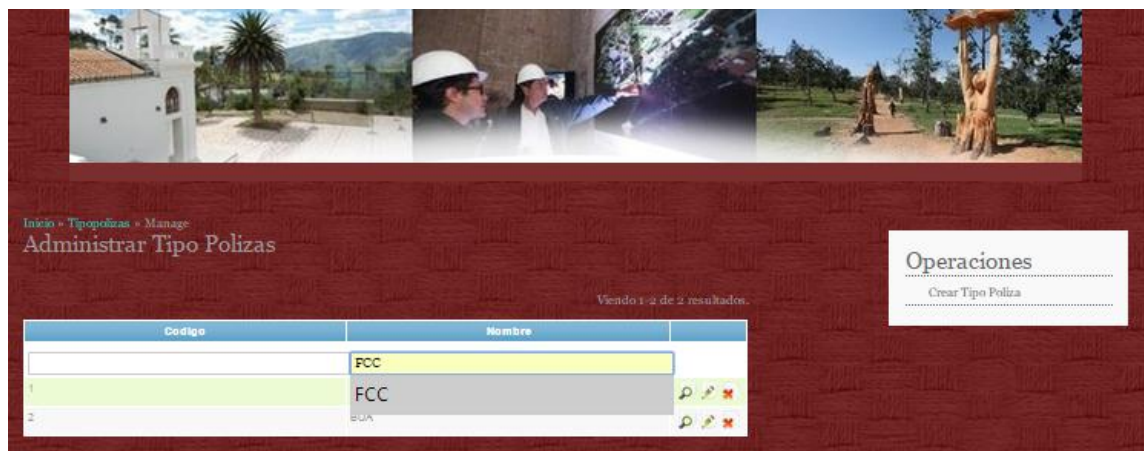 Inicio » Tipopolizas » Manage
Administrar Tipo Polizas
Operaciones
Crear Tipo Poliza
Viendo 1-2 de 2 resultados.
Codigo Nombre
FCC
1 FCC
2